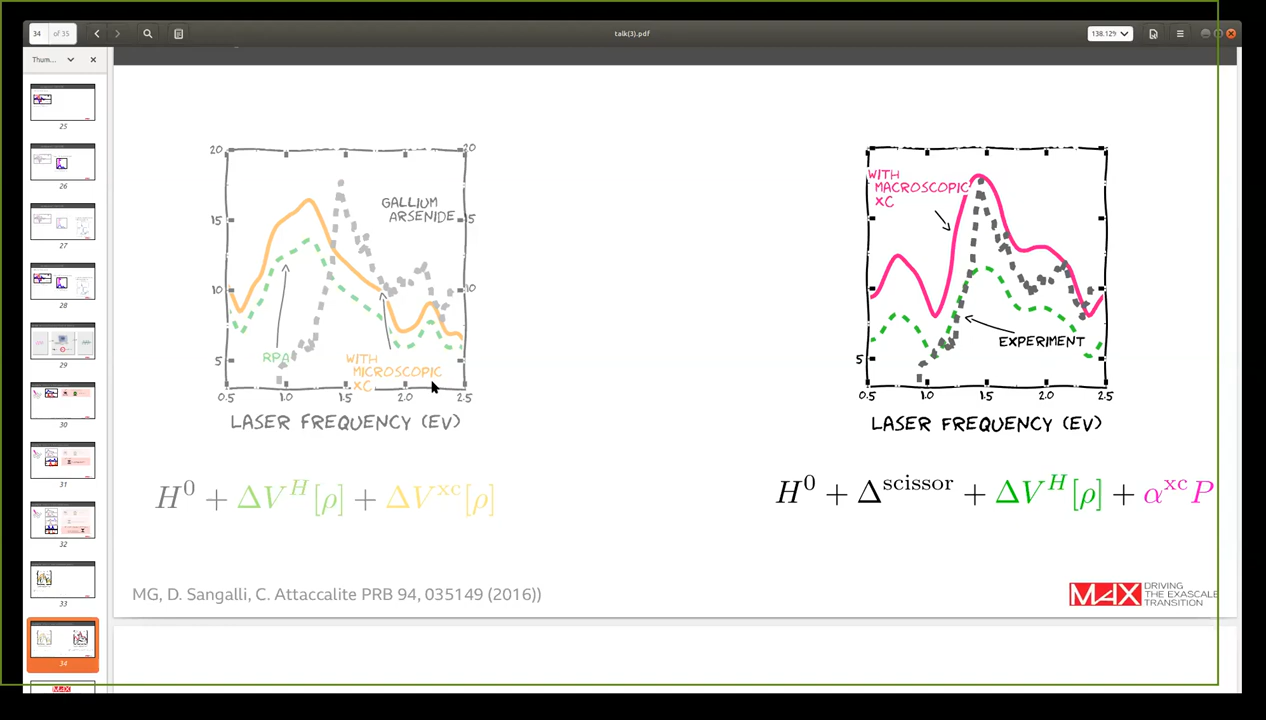 34 of 35
talk(3).pdf
138.129
Thum...
25
26
27
28
29
30
31
32
33
34
20
15
10
5
20
15
10
GALLIUM
ARSENIDE
RPA
WITH
MICROSCOPIC
XC
0.5 1.0 1.5 2.0 2.5
LASER FREQUENCY (EV)
H⁰ + ΔV^H[ρ] + ΔV^xc[ρ]
WITH
MACROSCOPIC
XC
EXPERIMENT
5
0.5 1.0 1.5 2.0 2.5
LASER FREQUENCY (EV)
H⁰ + Δ^scissor + ΔV^H[ρ] + α^xc P
MG, D. Sangalli, C. Attaccalite PRB 94, 035149 (2016))
MAX DRIVING
THE EXASCALE
TRANSITION
MAX